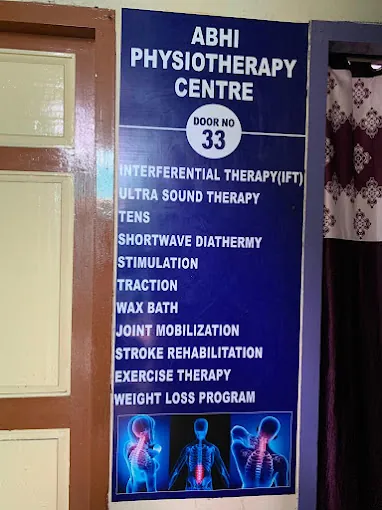 ABHI
PHYSIOTHERAPY
CENTRE
DOOR NO
33
INTERFERENTIAL THERAPY(IFT)
ULTRA SOUND THERAPY
TENS
SHORTWAVE DIATHERMY
STIMULATION
TRACTION
WAX BATH
JOINT MOBILIZATION
STROKE REHABILITATION
EXERCISE THERAPY
WEIGHT LOSS PROGRAM